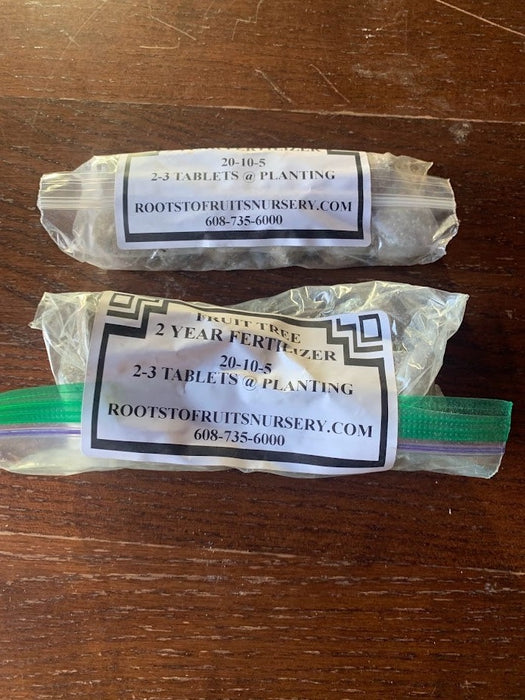 FERTILIZER
20-10-5
2-3 TABLETS @ PLANTING
ROOTSTOFRUITSNURSERY.COM
608-735-6000
FRUIT TREE
2 YEAR FERTILIZER
20-10-5
2-3 TABLETS @ PLANTING
ROOTSTOFRUITSNURSERY.COM
608-735-6000